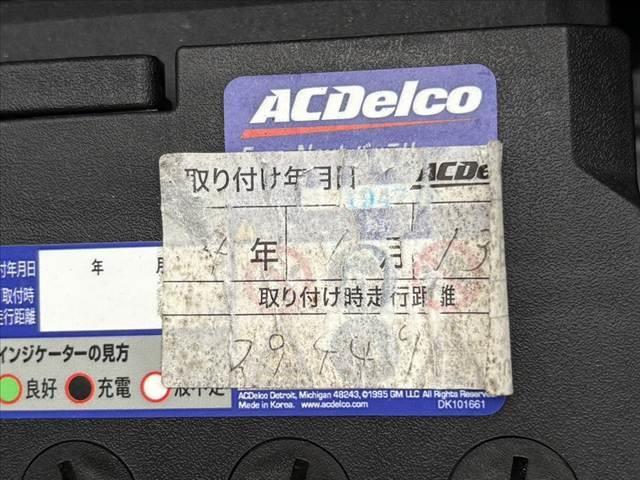 ACDelco
取り付け年月日 ACDe
年 1月 13
取り付け時走行距離
付年月日 年 月
取付時
走行距離
インジケーターの見方
良好 充電
ACDelco Detroit, Michigan 48243, ©1995 GM LLC All Rights Reserved
Made in Korea. www.acdelco.com
DK101661